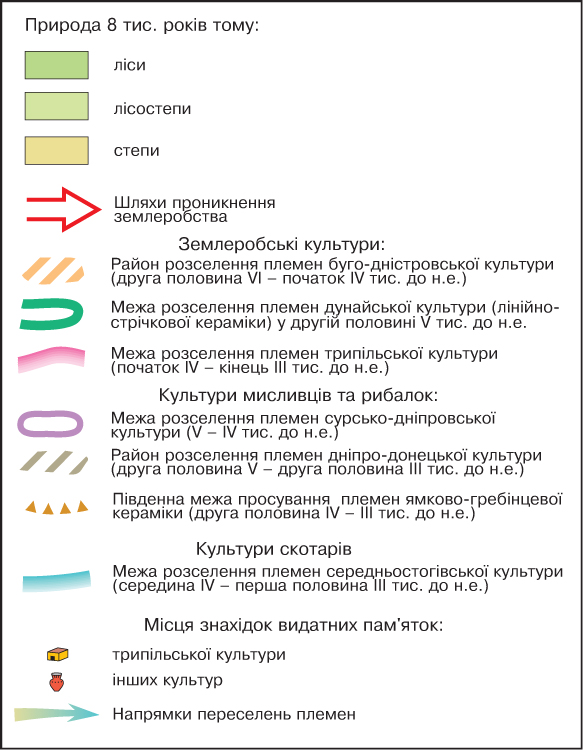 Природа 8 тис. років тому:
ліси
лісостепи
степи
Шляхи проникнення
землеробства
Землеробські культури:
Район розселення племен буго-дністровської культури
(друга половина VI – початок IV тис. до н.е.)
Межа розселення племен дунайської культури (лінійно-
стрічкової кераміки) у другій половині V тис. до н.е.
Межа розселення племен трипільської культури
(початок IV – кінець III тис. до н.е.)
Культури мисливців та рибалок:
Межа розселення племен сурсько-дніпровської
культури (V – IV тис. до н.е.)
Район розселення племен дніпро-донецької культури
(друга половина V – друга половина III тис. до н.е.)
Південна межа просування племен ямково-гребінцевої
кераміки (друга половина IV – III тис. до н.е.)
Культури скотарів
Межа розселення племен середньостогівської культури
(середина IV – перша половина III тис. до н.е.)
Місця знахідок видатних пам'яток:
трипільської культури
інших культур
Напрямки переселень племен